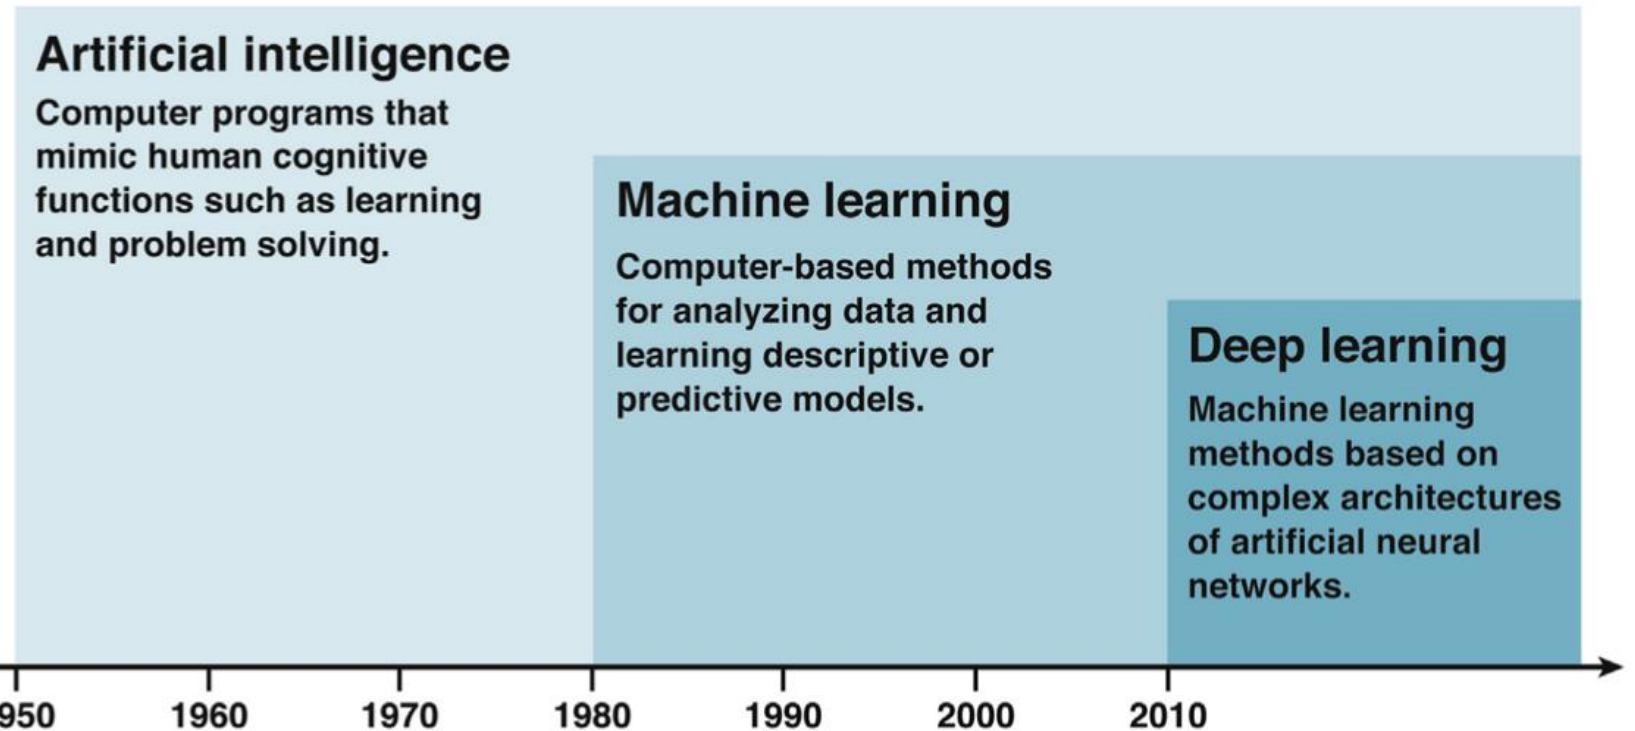 Artificial intelligence
Computer programs that
mimic human cognitive
functions such as learning
and problem solving.
Machine learning
Computer-based methods
for analyzing data and
learning descriptive or
predictive models.
Deep learning
Machine learning
methods based on
complex architectures
of artificial neural
networks.
950 1960 1970 1980 1990 2000 2010